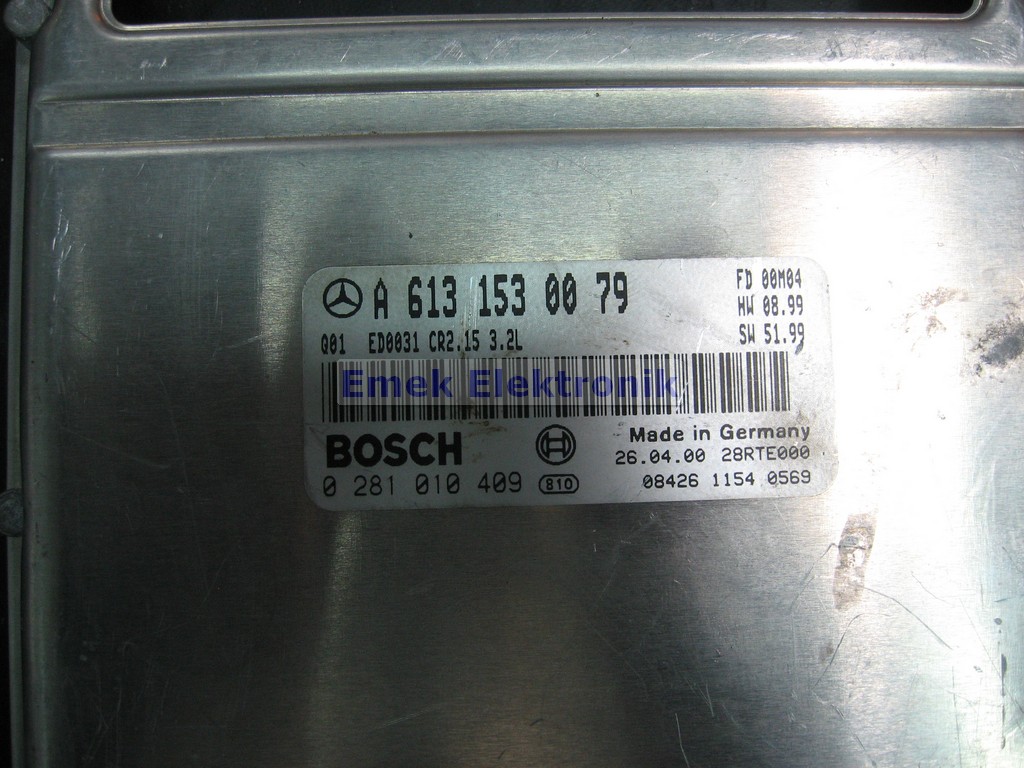 A 613 153 00 79
FD 00M04
HW 08.99
SW 51.99
Q01 ED0031 CR2.15 3.2L
Emek Elektronik
BOSCH
Made in Germany
26.04.00 28RTE000
0 281 010 409 810
08426 1154 0569